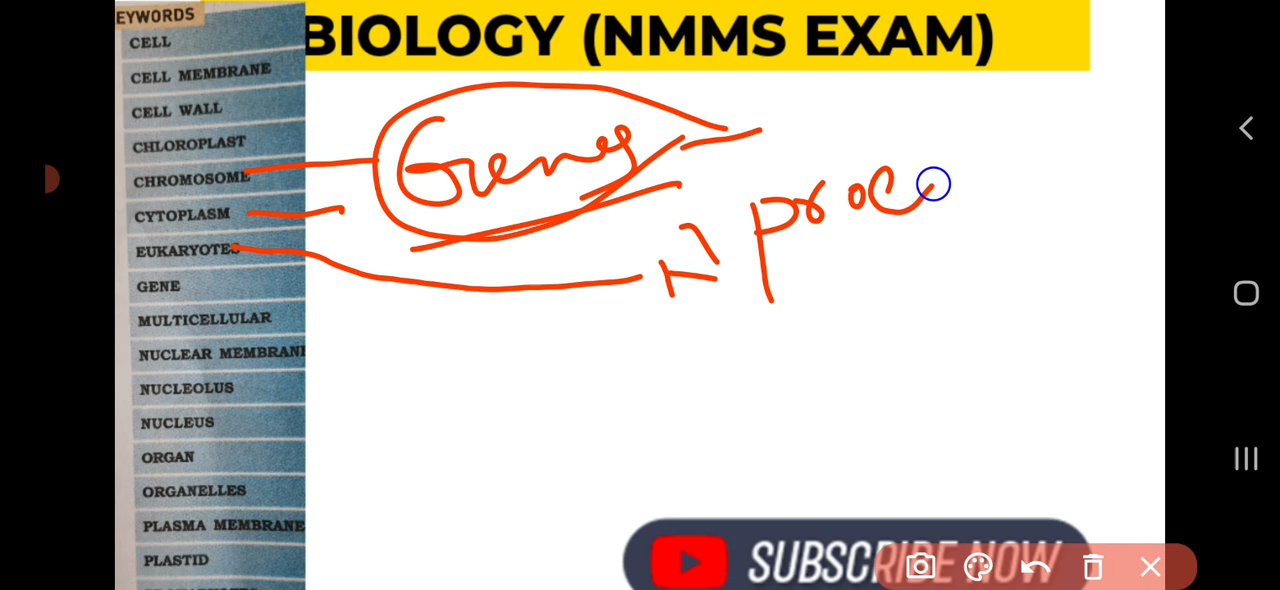 EYWORDS
BIOLOGY (NMMS EXAM)
CELL
CELL MEMBRANE
CELL WALL
CHLOROPLAST
CHROMOSOME
CYTOPLASM
EUKARYOTES
GENE
MULTICELLULAR
NUCLEAR MEMBRANE
NUCLEOLUS
NUCLEUS
ORGAN
ORGANELLES
PLASMA MEMBRANE
PLASTID
Genes
N proc
SUBSCRIBE NOW